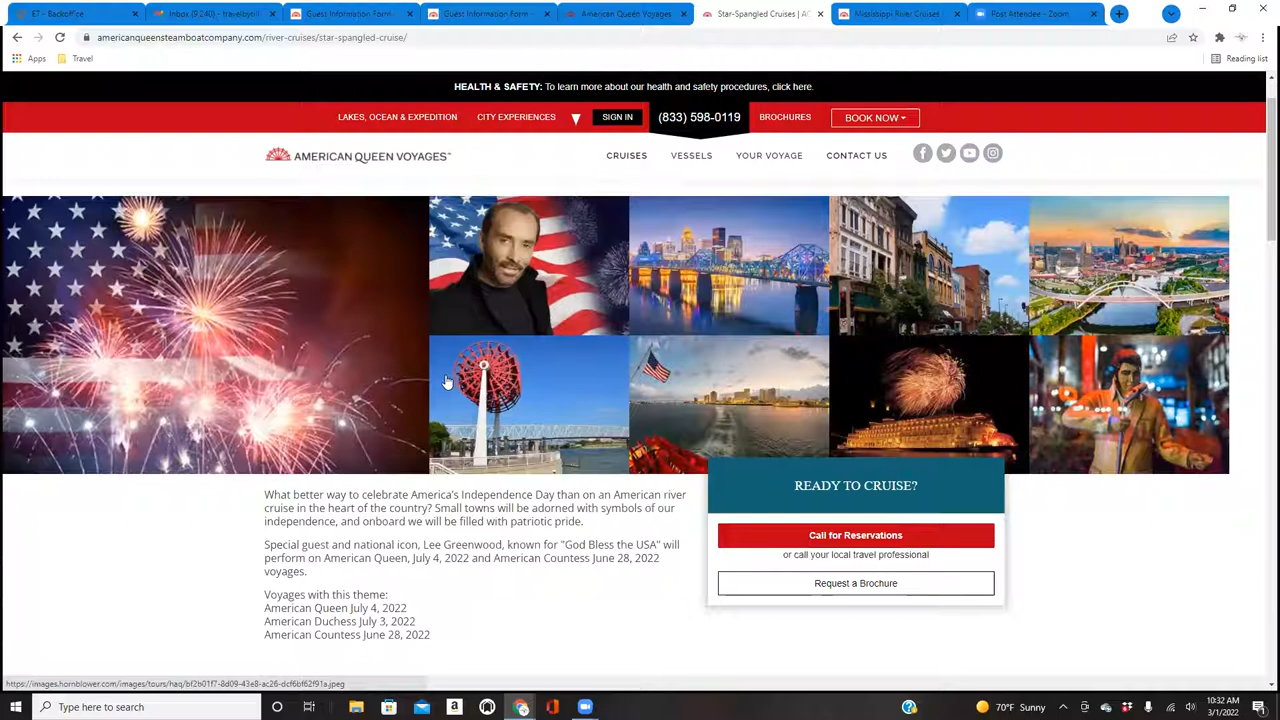 E7 - Backoffice
Inbox (9,240) - travelbybill
Guest Information Form
Guest Information Form
American Queen Voyages
Star-Spangled Cruises | AC
Mississippi River Cruises
Post Attendee - Zoom
americanqueensteamboatcompany.com/river-cruises/star-spangled-cruise/
Apps
Travel
Reading list
HEALTH & SAFETY: To learn more about our health and safety procedures, click here.
LAKES, OCEAN & EXPEDITION
CITY EXPERIENCES
SIGN IN
(833) 598-0119
BROCHURES
BOOK NOW
AMERICAN QUEEN VOYAGES
CRUISES
VESSELS
YOUR VOYAGE
CONTACT US
What better way to celebrate America's Independence Day than on an American river
cruise in the heart of the country? Small towns will be adorned with symbols of our
independence, and onboard we will be filled with patriotic pride.
Special guest and national icon, Lee Greenwood, known for "God Bless the USA" will
perform on American Queen, July 4, 2022 and American Countess June 28, 2022
voyages.
Voyages with this theme:
American Queen July 4, 2022
American Duchess July 3, 2022
American Countess June 28, 2022
READY TO CRUISE?
Call for Reservations
or call your local travel professional
Request a Brochure
https://images.hornblower.com/images/tours/haq/bf2b01f7-8d09-43e8-ac26-dcf6bf62f91a.jpeg
Type here to search
70°F Sunny
10:32 AM
3/1/2022